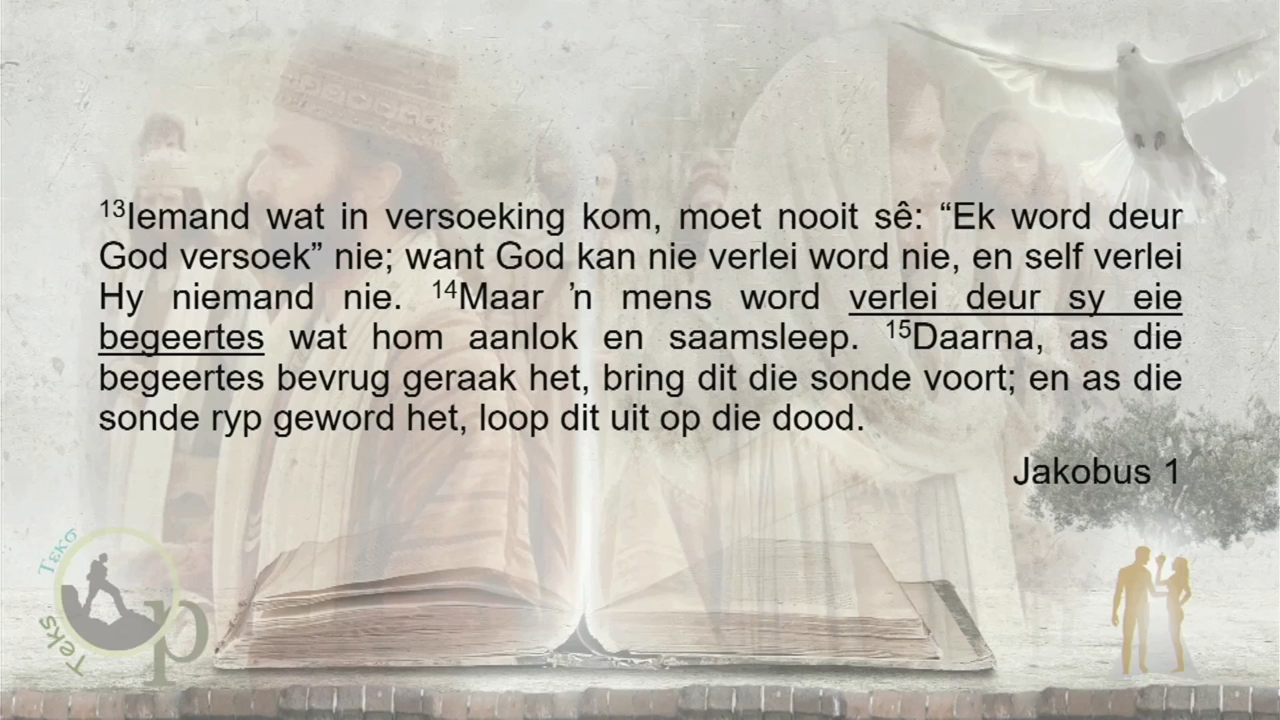 ¹³Iemand wat in versoeking kom, moet nooit sê: “Ek word deur
God versoek” nie; want God kan nie verlei word nie, en self verlei
Hy niemand nie. ¹⁴Maar ’n mens word verlei deur sy eie
begeertes wat hom aanlok en saamsleep. ¹⁵Daarna, as die
begeertes bevrug geraak het, bring dit die sonde voort; en as die
sonde ryp geword het, loop dit uit op die dood.
Jakobus 1
Τεκσ
Teks
Op